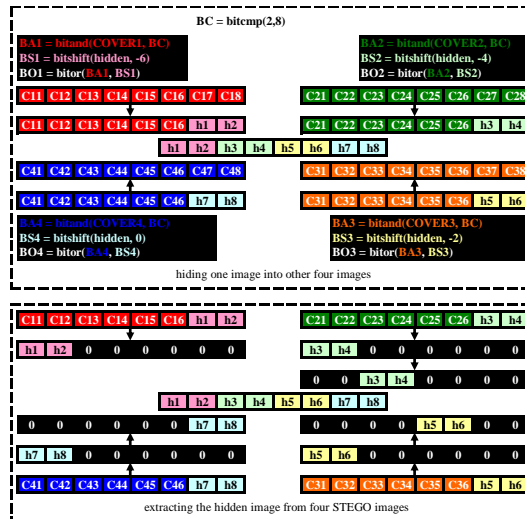 BC = bitcmp(2,8)
BA1 = bitand(COVER1, BC)
BS1 = bitshift(hidden, -6)
BO1 = bitor(BA1, BS1)
BA2 = bitand(COVER2, BC)
BS2 = bitshift(hidden, -4)
BO2 = bitor(BA2, BS2)
C11 C12 C13 C14 C15 C16 C17 C18
C21 C22 C23 C24 C25 C26 C27 C28
C11 C12 C13 C14 C15 C16 h1 h2
C21 C22 C23 C24 C25 C26 h3 h4
h1 h2 h3 h4 h5 h6 h7 h8
C41 C42 C43 C44 C45 C46 C47 C48
C31 C32 C33 C34 C35 C36 C37 C38
C41 C42 C43 C44 C45 C46 h7 h8
C31 C32 C33 C34 C35 C36 h5 h6
BA4 = bitand(COVER4, BC)
BS4 = bitshift(hidden, 0)
BO4 = bitor(BA4, BS4)
BA3 = bitand(COVER3, BC)
BS3 = bitshift(hidden, -2)
BO3 = bitor(BA3, BS3)
hiding one image into other four images
C11 C12 C13 C14 C15 C16 h1 h2
C21 C22 C23 C24 C25 C26 h3 h4
h1 h2 0 0 0 0 0 0
h3 h4 0 0 0 0 0 0
0 0 h3 h4 0 0 0 0
h1 h2 h3 h4 h5 h6 h7 h8
0 0 0 0 0 0 h7 h8
0 0 0 0 h5 h6 0 0
h7 h8 0 0 0 0 0 0
h5 h6 0 0 0 0 0 0
C41 C42 C43 C44 C45 C46 h7 h8
C31 C32 C33 C34 C35 C36 h5 h6
extracting the hidden image from four STEGO images